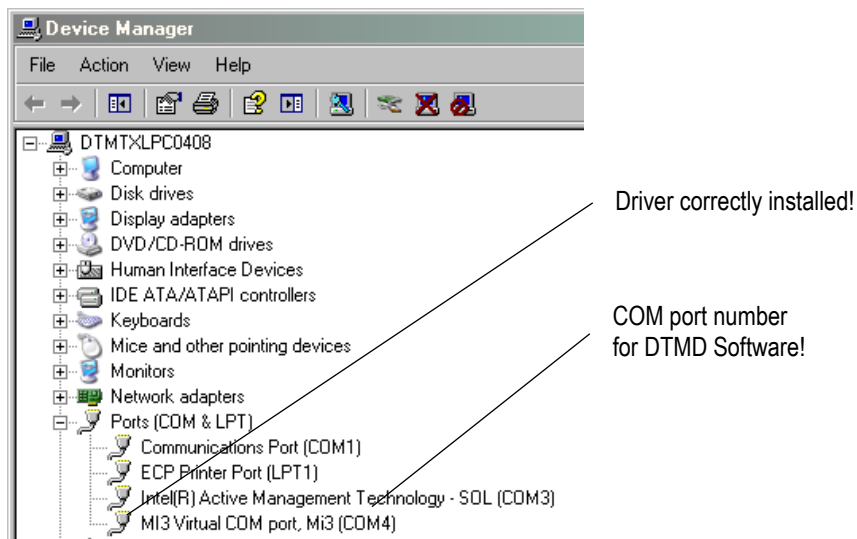 Device Manager
File Action View Help
DTMTXLPC0408
Computer
Disk drives
Display adapters
DVD/CD-ROM drives
Human Interface Devices
IDE ATA/ATAPI controllers
Keyboards
Mice and other pointing devices
Monitors
Network adapters
Ports (COM & LPT)
Communications Port (COM1)
ECP Printer Port (LPT1)
Intel(R) Active Management Technology - SOL (COM3)
MI3 Virtual COM port, Mi3 (COM4)
Driver correctly installed!
COM port number
for DTMD Software!